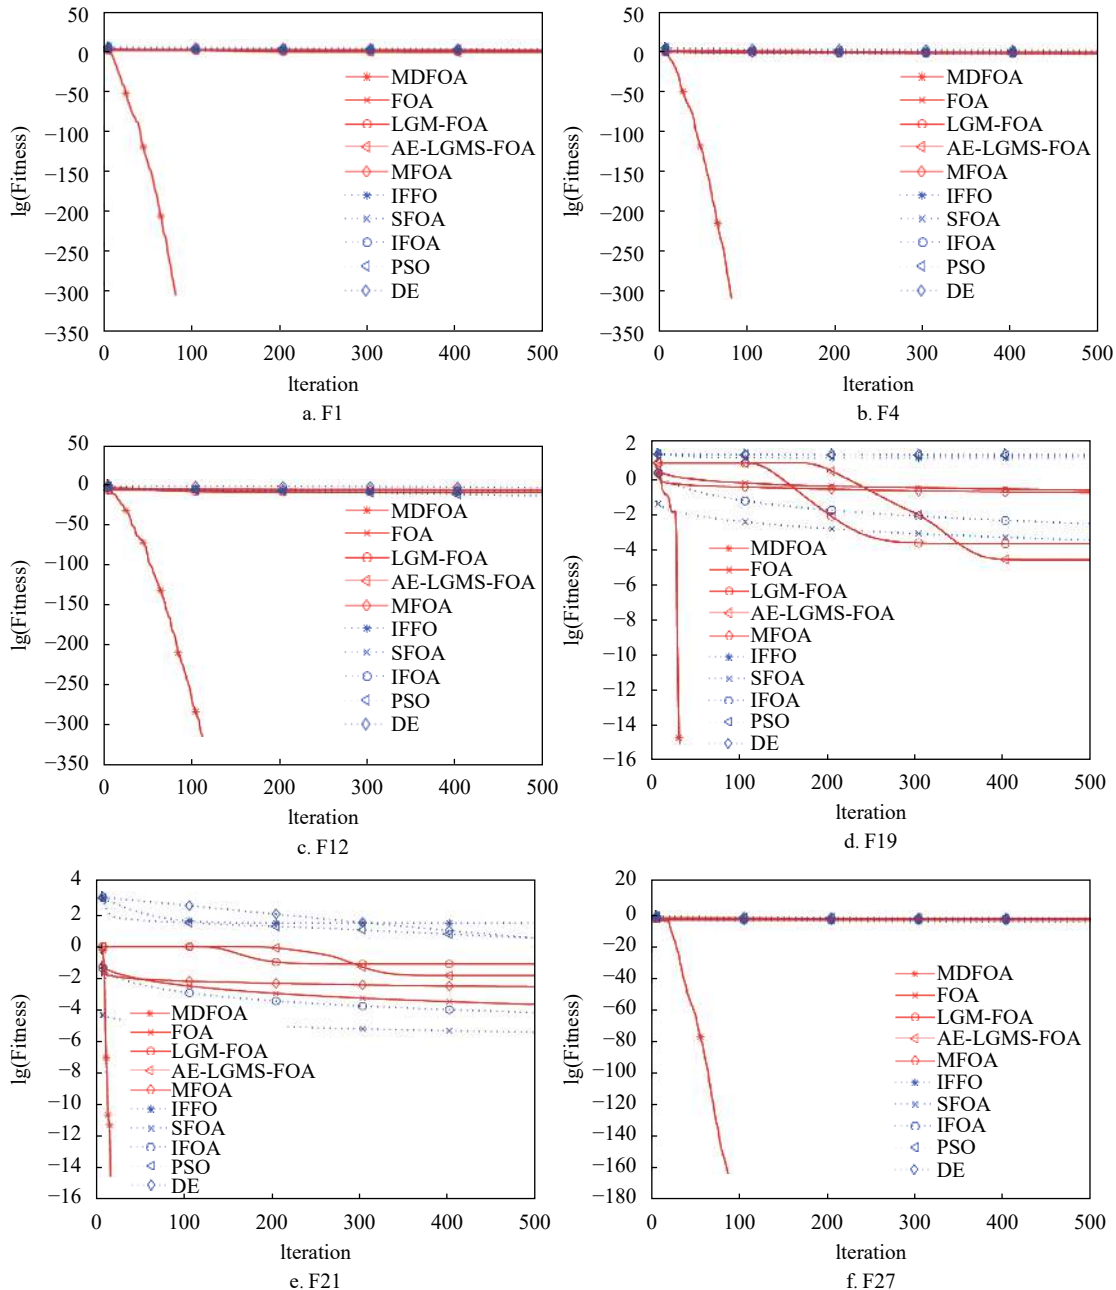 50
0
−50
−100
−150
−200
−250
−300
−350
lg(Fitness)
MDFOA
FOA
LGM-FOA
AE-LGMS-FOA
MFOA
IFFO
SFOA
IFOA
PSO
DE
0 100 200 300 400 500
Iteration
a. F1
50
0
−50
−100
−150
−200
−250
−300
−350
lg(Fitness)
MDFOA
FOA
LGM-FOA
AE-LGMS-FOA
MFOA
IFFO
SFOA
IFOA
PSO
DE
0 100 200 300 400 500
Iteration
b. F4
50
0
−50
−100
−150
−200
−250
−300
−350
lg(Fitness)
MDFOA
FOA
LGM-FOA
AE-LGMS-FOA
MFOA
IFFO
SFOA
IFOA
PSO
DE
0 100 200 300 400 500
Iteration
c. F12
2
0
−2
−4
−6
−8
−10
−12
−14
−16
lg(Fitness)
MDFOA
FOA
LGM-FOA
AE-LGMS-FOA
MFOA
IFFO
SFOA
IFOA
PSO
DE
0 100 200 300 400 500
Iteration
d. F19
4
2
0
−2
−4
−6
−8
−10
−12
−14
−16
lg(Fitness)
MDFOA
FOA
LGM-FOA
AE-LGMS-FOA
MFOA
IFFO
SFOA
IFOA
PSO
DE
0 100 200 300 400 500
Iteration
e. F21
20
0
−20
−40
−60
−80
−100
−120
−140
−160
−180
lg(Fitness)
MDFOA
FOA
LGM-FOA
AE-LGMS-FOA
MFOA
IFFO
SFOA
IFOA
PSO
DE
0 100 200 300 400 500
Iteration
f. F27